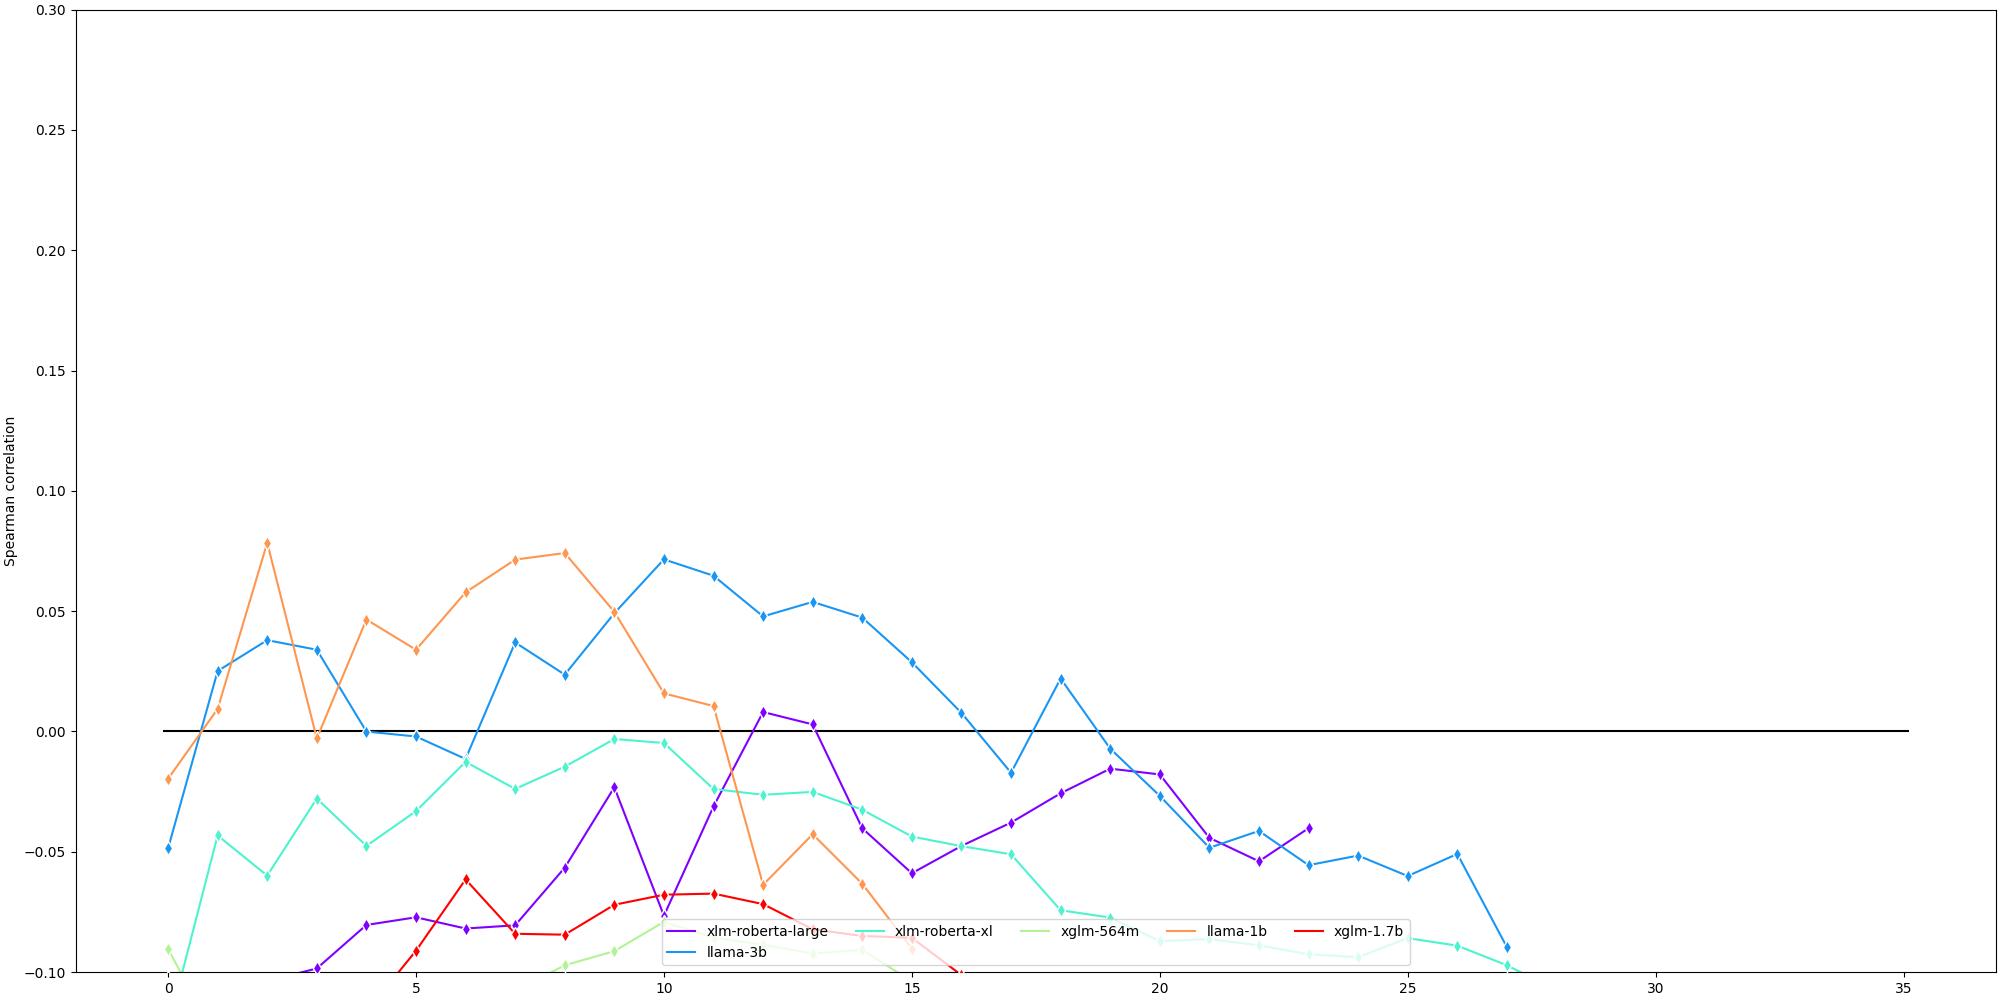 0.30
0.25
0.20
0.15
0.10
0.05
0.00
−0.05
−0.10
Spearman correlation
xlm-roberta-large xlm-roberta-xl xglm-564m llama-1b xglm-1.7b
llama-3b
0 5 10 15 20 25 30 35